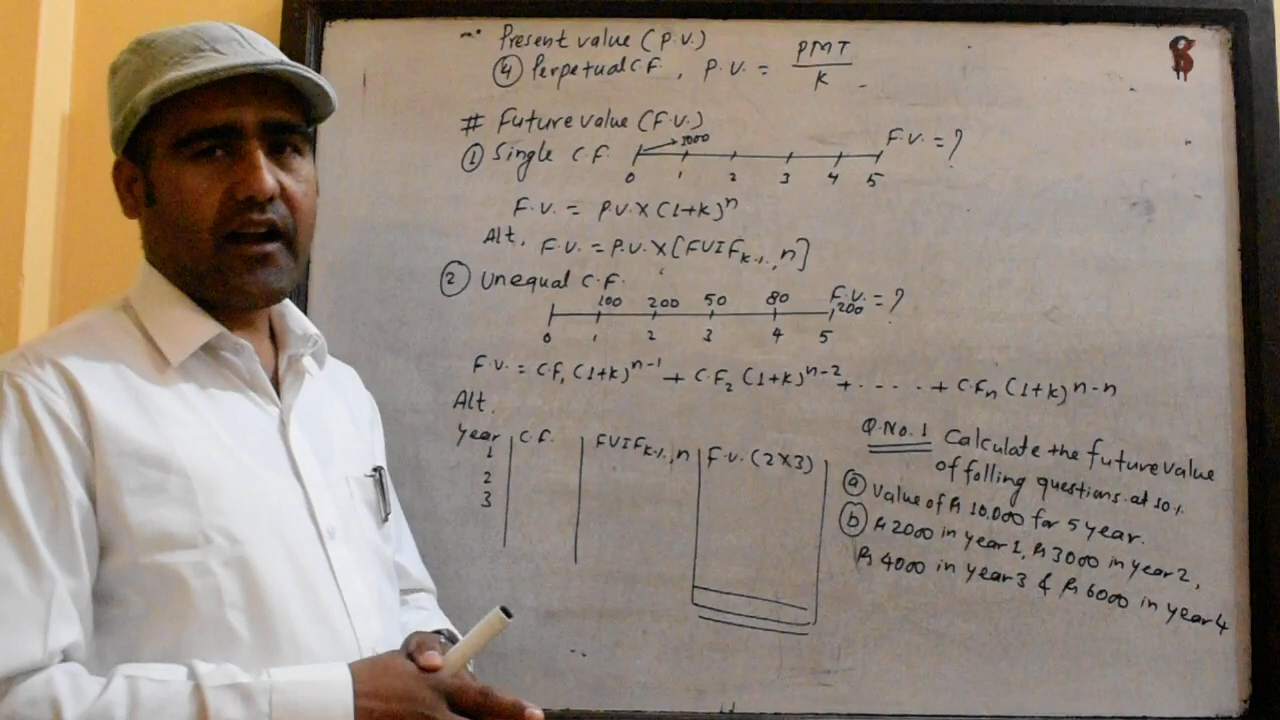 Present value (P.V.)
④ Perpetual C.F., P.V. = PMT / K
# Future value (F.V.)
① Single C.F. 1000 F.V. = ?
0 1 2 3 4 5
F.V. = P.V. X (1+k)^n
Alt. F.V. = P.V. X [FVIF k%, n]
② Unequal C.F.
100 200 50 80 200 F.V. = ?
0 1 2 3 4 5
F.V. = C.F₁ (1+k)^n-1 + C.F₂ (1+k)^n-2 + ..... + C.Fn (1+k)^n-n
Alt.
year C.F. FVIF k%, n F.V. (2X3)
1
2
3
Q.No. 1 Calculate the future value
of folling questions at 10%
ⓐ Value of Rs 10,000 for 5 year.
ⓑ Rs 2000 in year 1, Rs 3000 in year 2,
Rs 4000 in year 3 & Rs 6000 in year 4